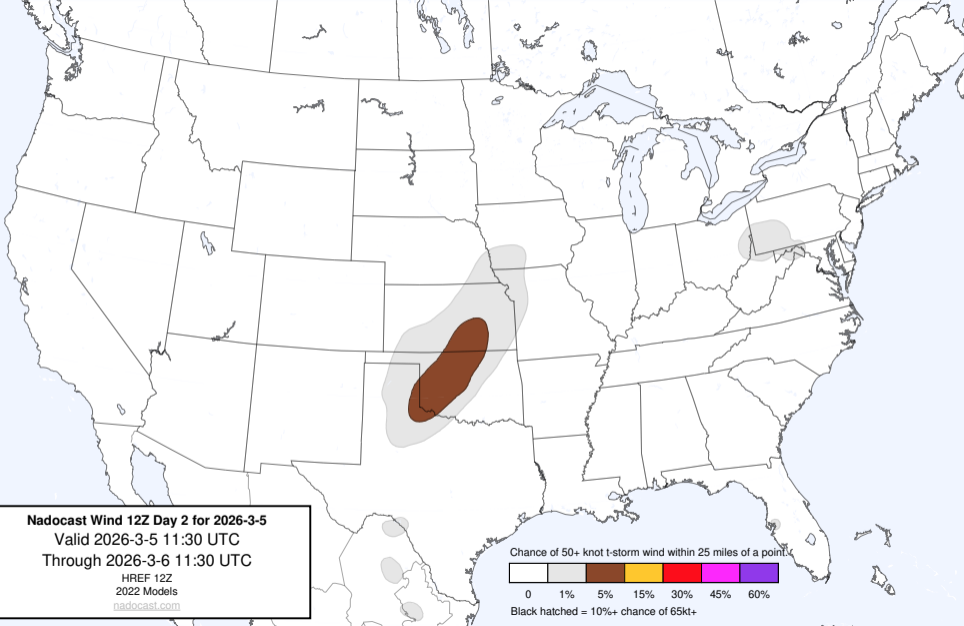 Nadocast Wind 12Z Day 2 for 2026-3-5
Valid 2026-3-5 11:30 UTC
Through 2026-3-6 11:30 UTC
HREF 12Z
2022 Models
nadocast.com
Chance of 50+ knot t-storm wind within 25 miles of a point.
0 1% 5% 15% 30% 45% 60%
Black hatched = 10%+ chance of 65kt+